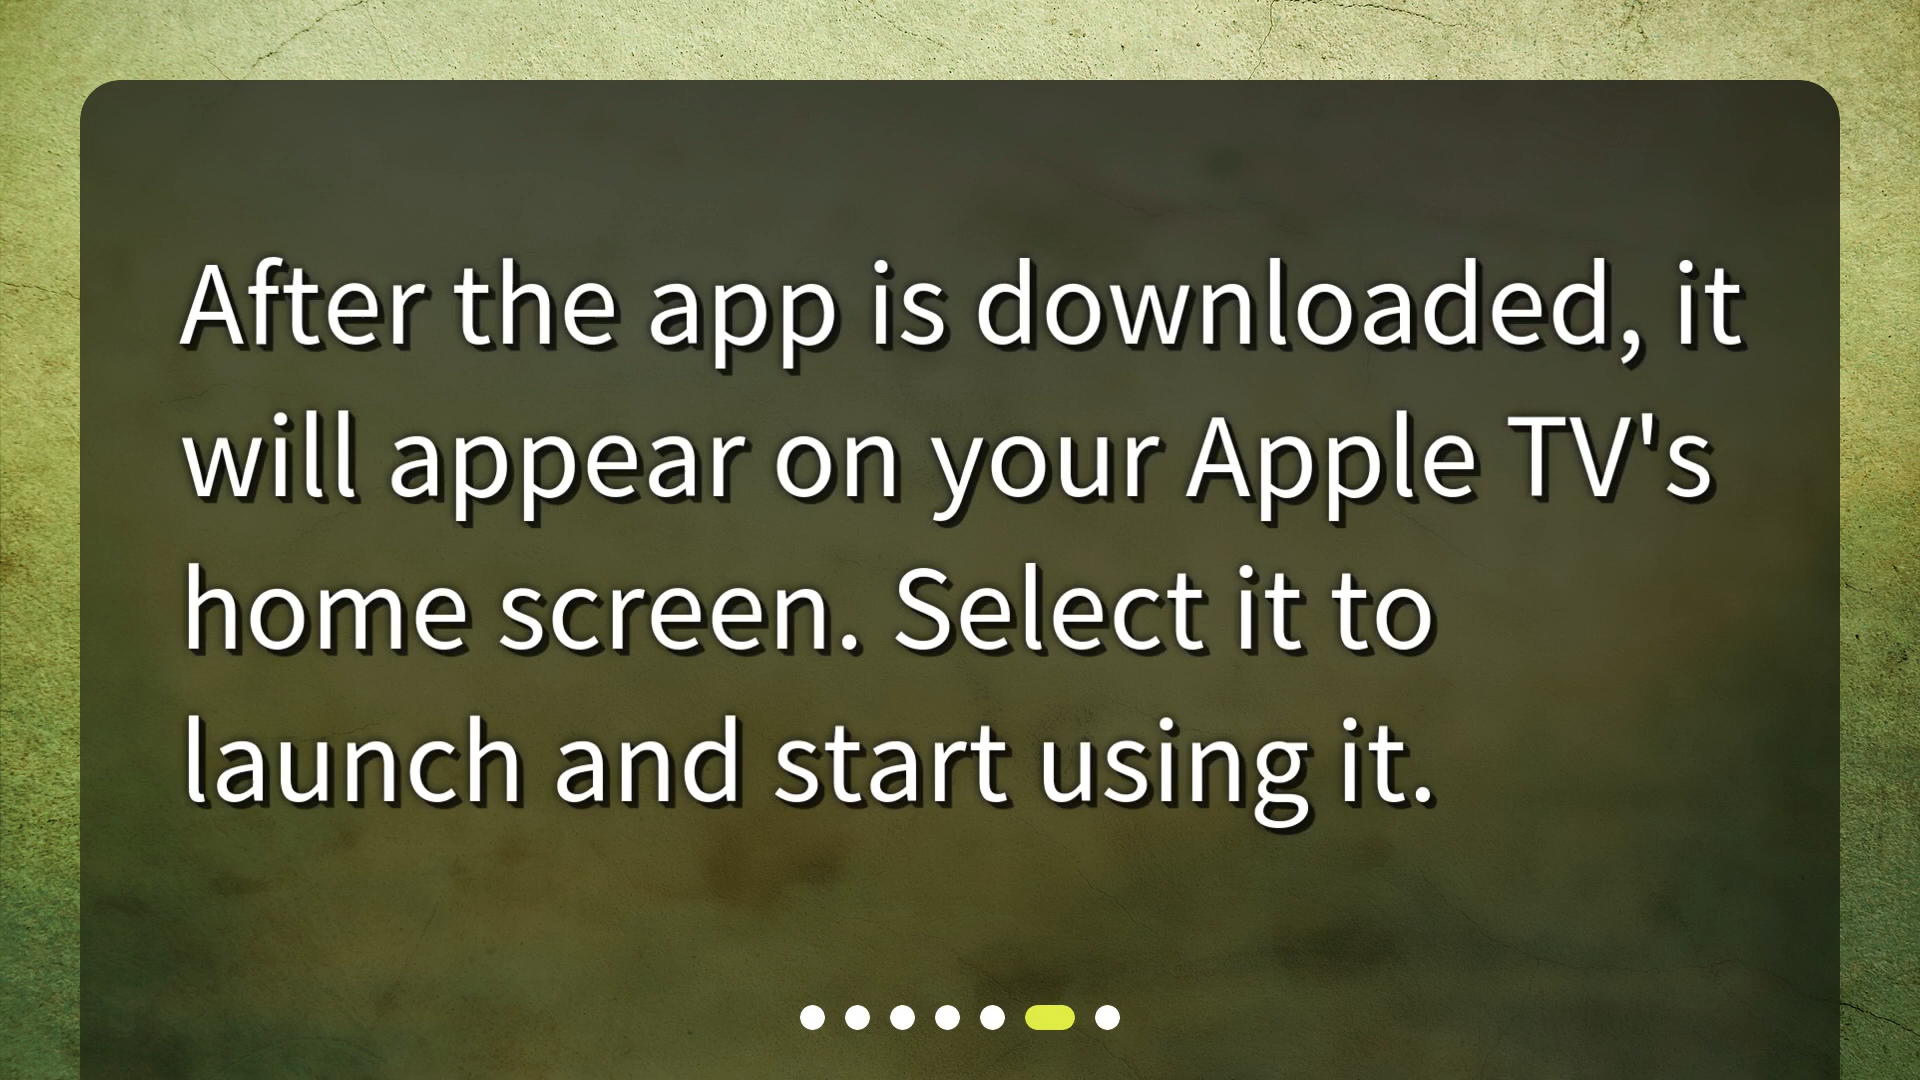 After the app is downloaded, it
will appear on your Apple TV's
home screen. Select it to
launch and start using it.